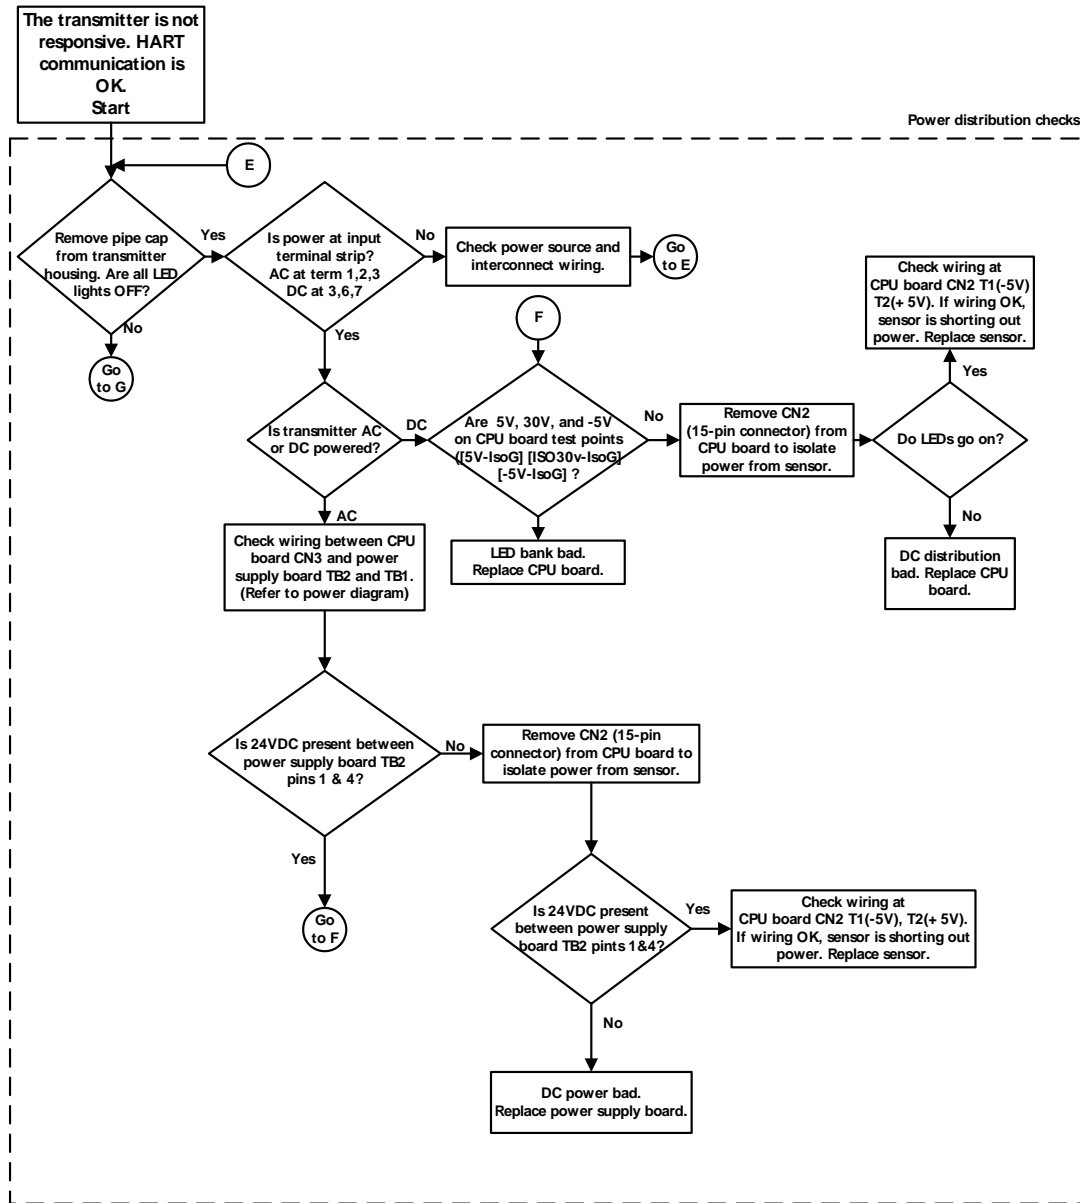 The transmitter is not
responsive. HART
communication is
OK.
Start
Power distribution checks
E
Remove pipe cap
from transmitter
housing. Are all LED
lights OFF?
Yes
No
Go
to G
Is power at input
terminal strip?
AC at term 1,2,3
DC at 3,6,7
No
Yes
Check power source and
interconnect wiring.
Go
to E
F
Is transmitter AC
or DC powered?
DC
AC
Are 5V, 30V, and -5V
on CPU board test points
([5V-IsoG] [ISO30v-IsoG]
[-5V-IsoG] ?
No
LED bank bad.
Replace CPU board.
Remove CN2
(15-pin connector) from
CPU board to isolate
power from sensor.
Do LEDs go on?
Yes
Check wiring at
CPU board CN2 T1(-5V)
T2(+ 5V). If wiring OK,
sensor is shorting out
power. Replace sensor.
No
DC distribution
bad. Replace CPU
board.
Check wiring between CPU
board CN3 and power
supply board TB2 and TB1.
(Refer to power diagram)
Is 24VDC present between
power supply board TB2
pins 1 & 4?
No
Yes
Go
to F
Remove CN2 (15-pin
connector) from CPU board to
isolate power from sensor.
Is 24VDC present
between power supply
board TB2 pints 1&4?
Yes
Check wiring at
CPU board CN2 T1(-5V), T2(+ 5V).
If wiring OK, sensor is shorting out
power. Replace sensor.
No
DC power bad.
Replace power supply board.